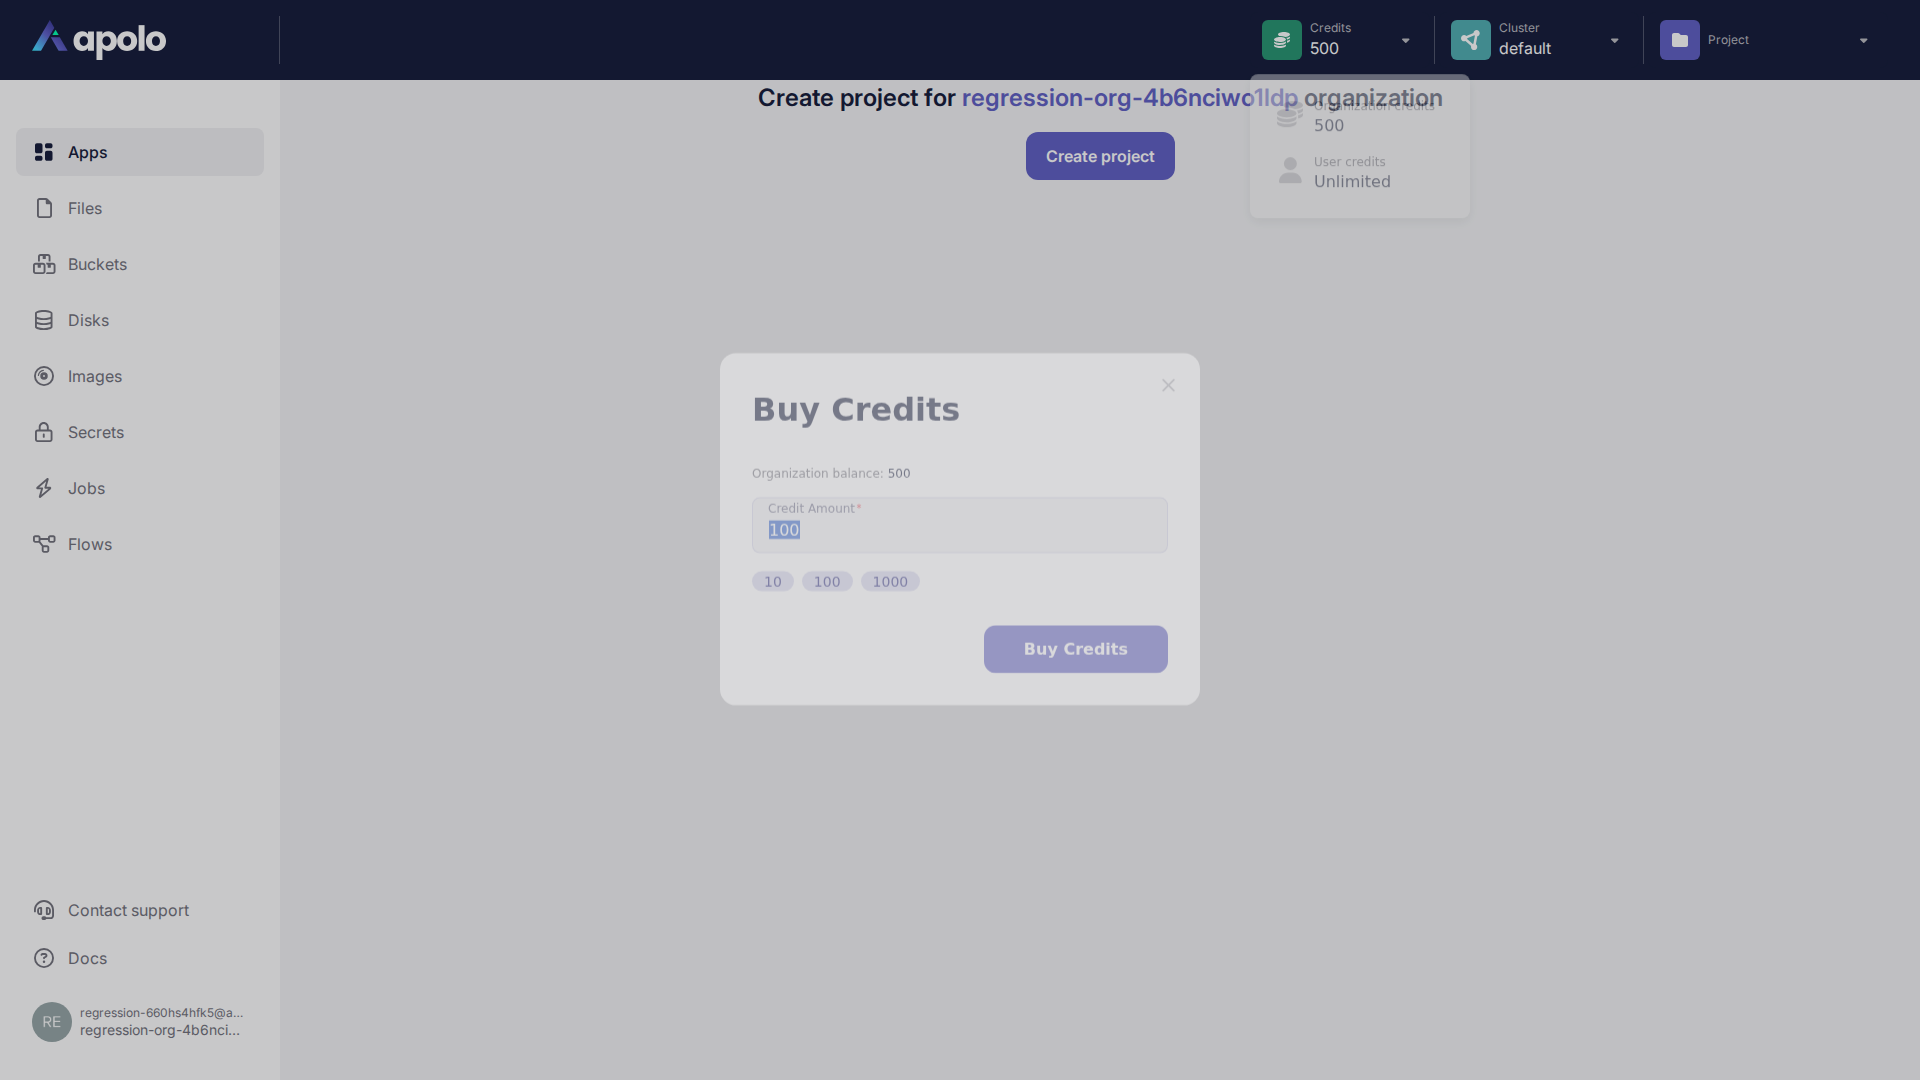 apolo
Credits
500
Cluster
default
Project
Create project for regression-org-4b6nciwo1ldp organization
Create project
Organization credits
500
User credits
Unlimited
Apps
Files
Buckets
Disks
Images
Secrets
Jobs
Flows
Buy Credits
Organization balance: 500
Credit Amount*
100
10 100 1000
Buy Credits
Contact support
Docs
RE
regression-660hs4hfk5@a...
regression-org-4b6nci...